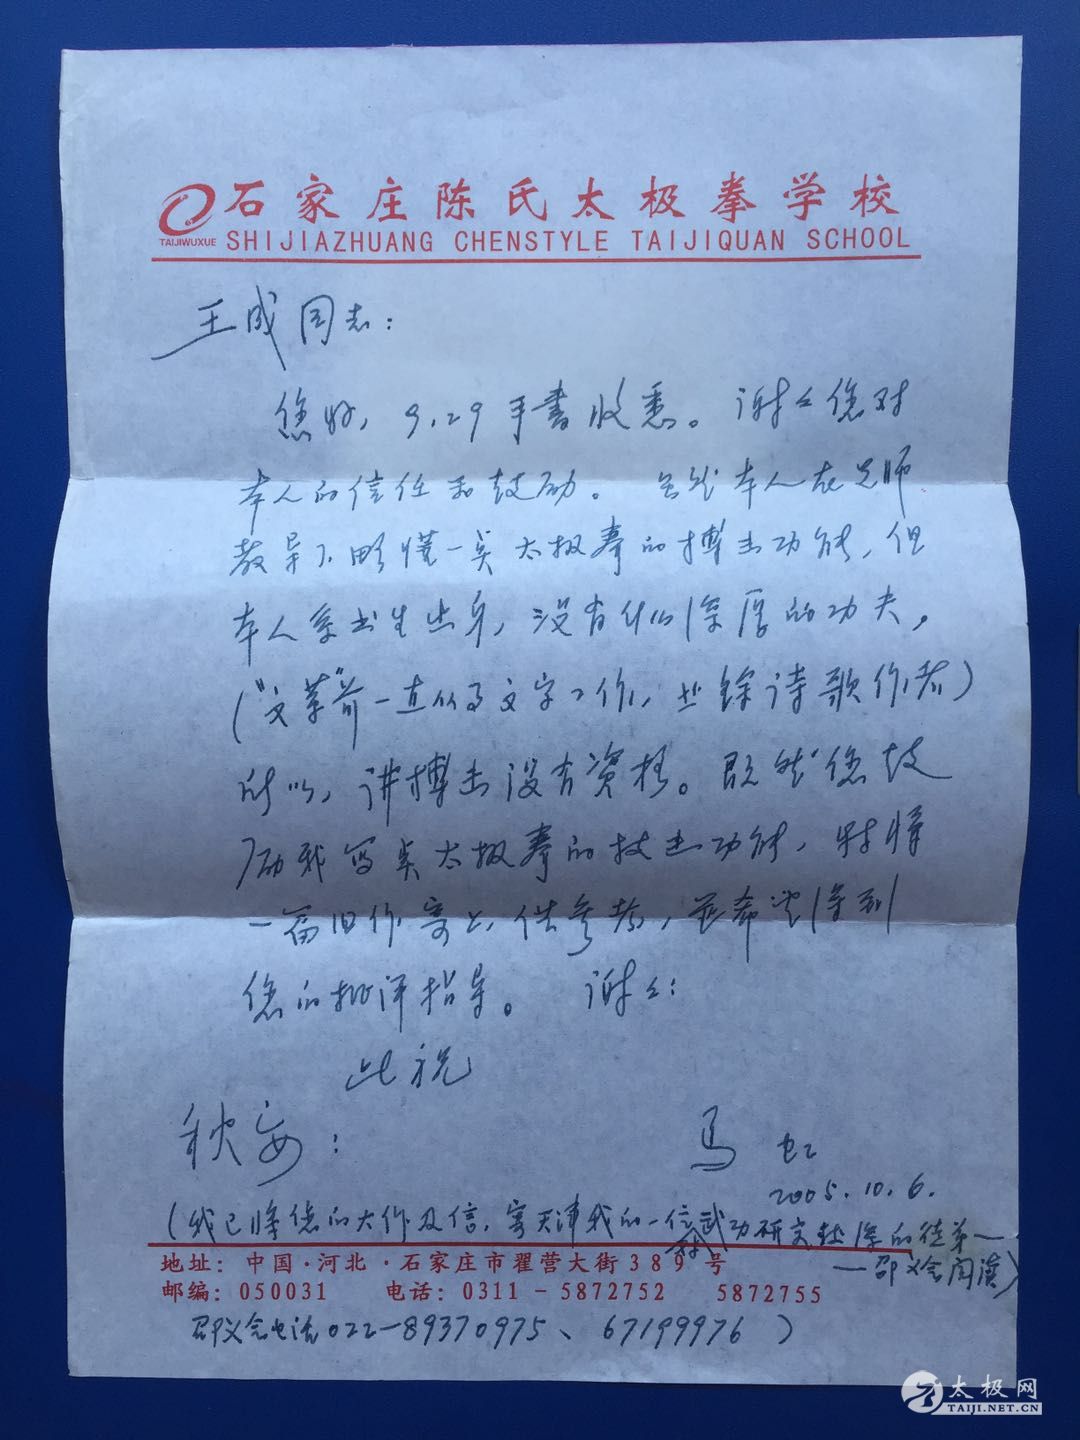 TAIJIWUXUE
石家庄陈氏太极拳学校
SHIJIAZHUANG CHENSTYLE TAIJIQUAN SCHOOL
王成同志：
您好，9.29手书收悉。谢々您对
本人的信任和鼓励。虽然本人在老师
教导下略懂一点太极拳的搏击功能，但
本人系书生出身，没有什么深厚的功夫，
（“文革”前一直从事文字工作，业馀诗歌作者）
所以，讲搏击没有资格。既然您鼓
励我写点太极拳的技击功能，现将
一篇旧作寄上，供参考，并希望得到
您的批评指导。 谢々：
此祝
秋安：
马虹
2005.10.6.
（我已将您的大作及信，寄天津我的一位武功研究较深的徒弟—
—邵义会阅读）
地址：中国·河北·石家庄市翟营大街389号
邮编：050031 电话：0311-5872752 5872755
邵义会电话022-89370975、67199976）
太极网
TAIJI.NET.CN